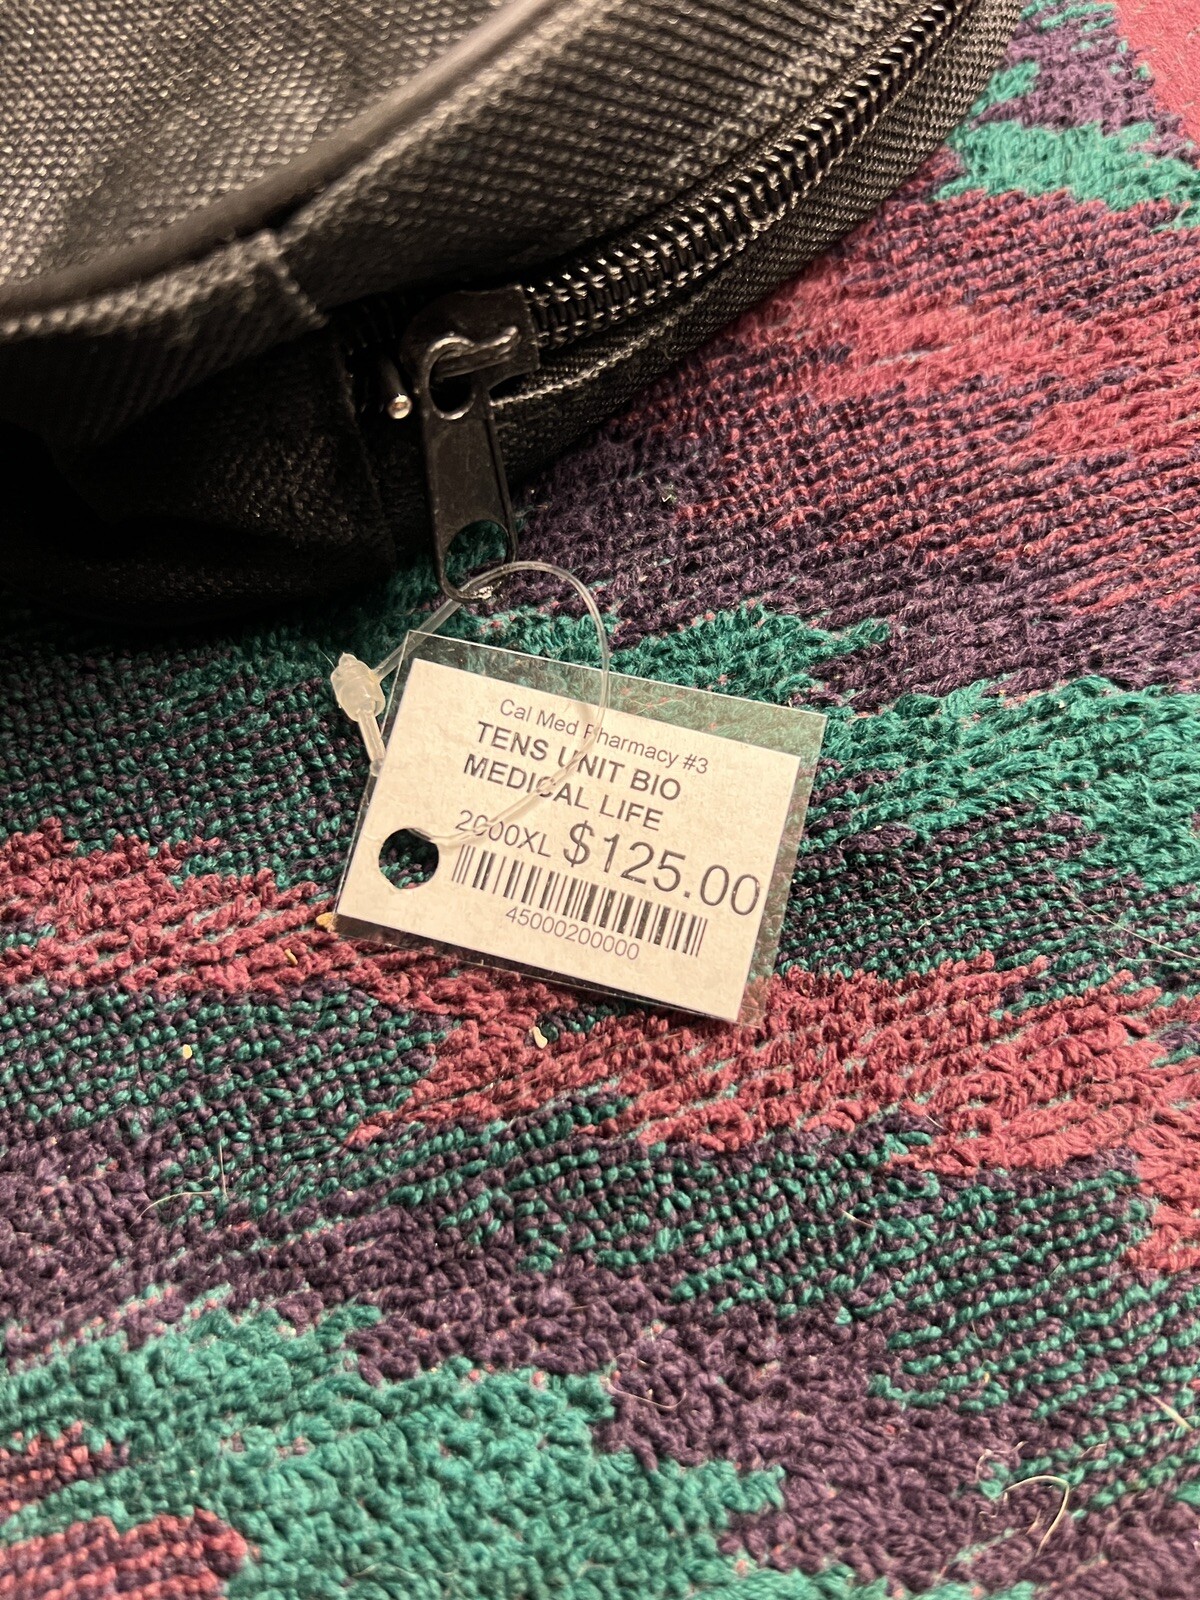 Cal Med Pharmacy #3
TENS UNIT BIO
MEDICAL LIFE
2000XL $125.00
45000200000